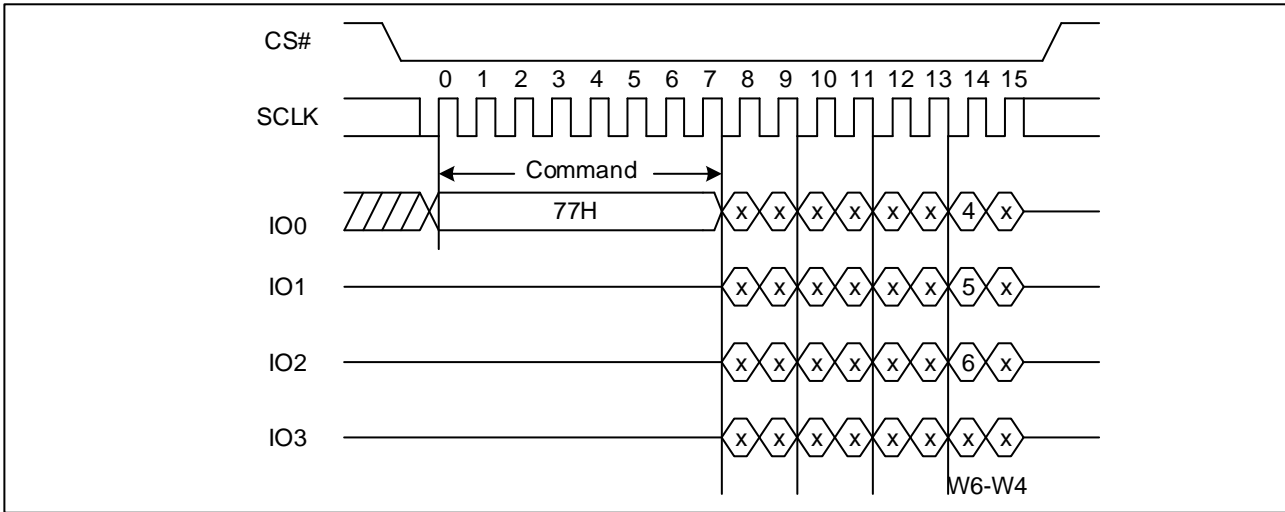 CS#
0 1 2 3 4 5 6 7 8 9 10 11 12 13 14 15
SCLK
Command
IO0 77H x x x x x x 4 x
IO1 x x x x x x 5 x
IO2 x x x x x x 6 x
IO3 x x x x x x x x
W6-W4